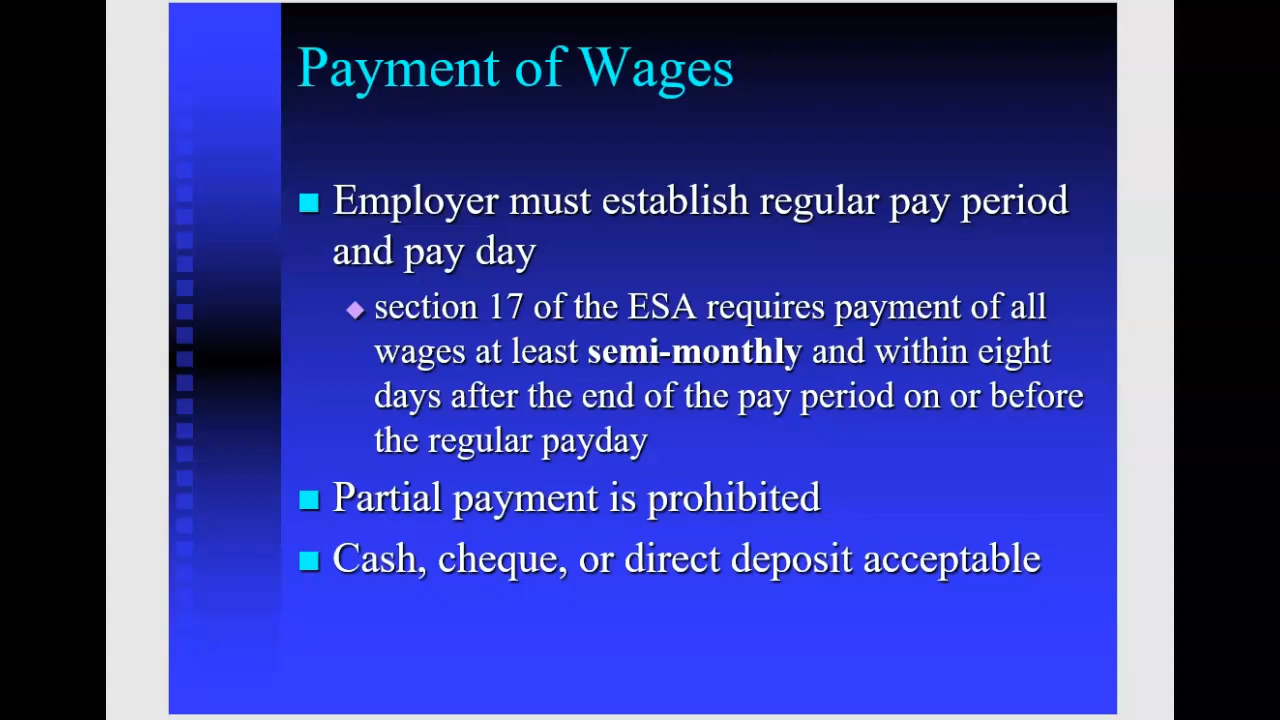 Payment of Wages
Employer must establish regular pay period
and pay day
section 17 of the ESA requires payment of all
wages at least semi-monthly and within eight
days after the end of the pay period on or before
the regular payday
Partial payment is prohibited
Cash, cheque, or direct deposit acceptable